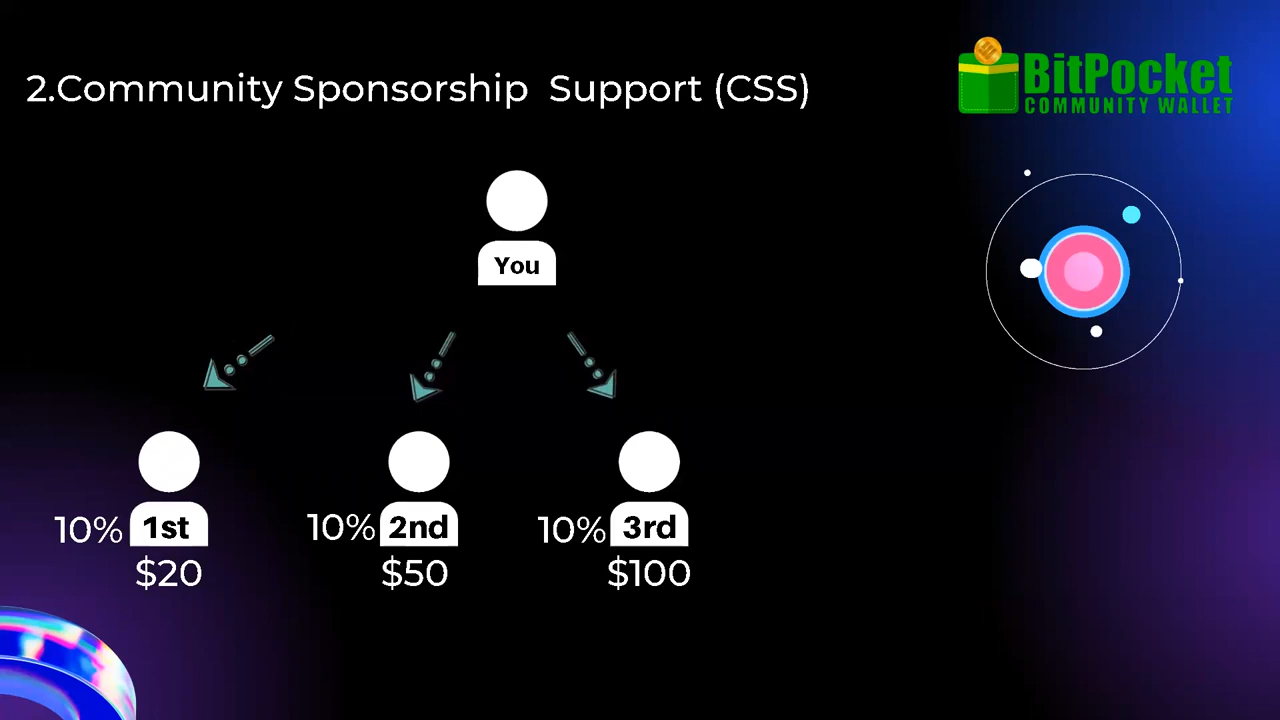 2.Community Sponsorship Support (CSS)
BitPocket
COMMUNITY WALLET
You
10% 1st
$20
10% 2nd
$50
10% 3rd
$100